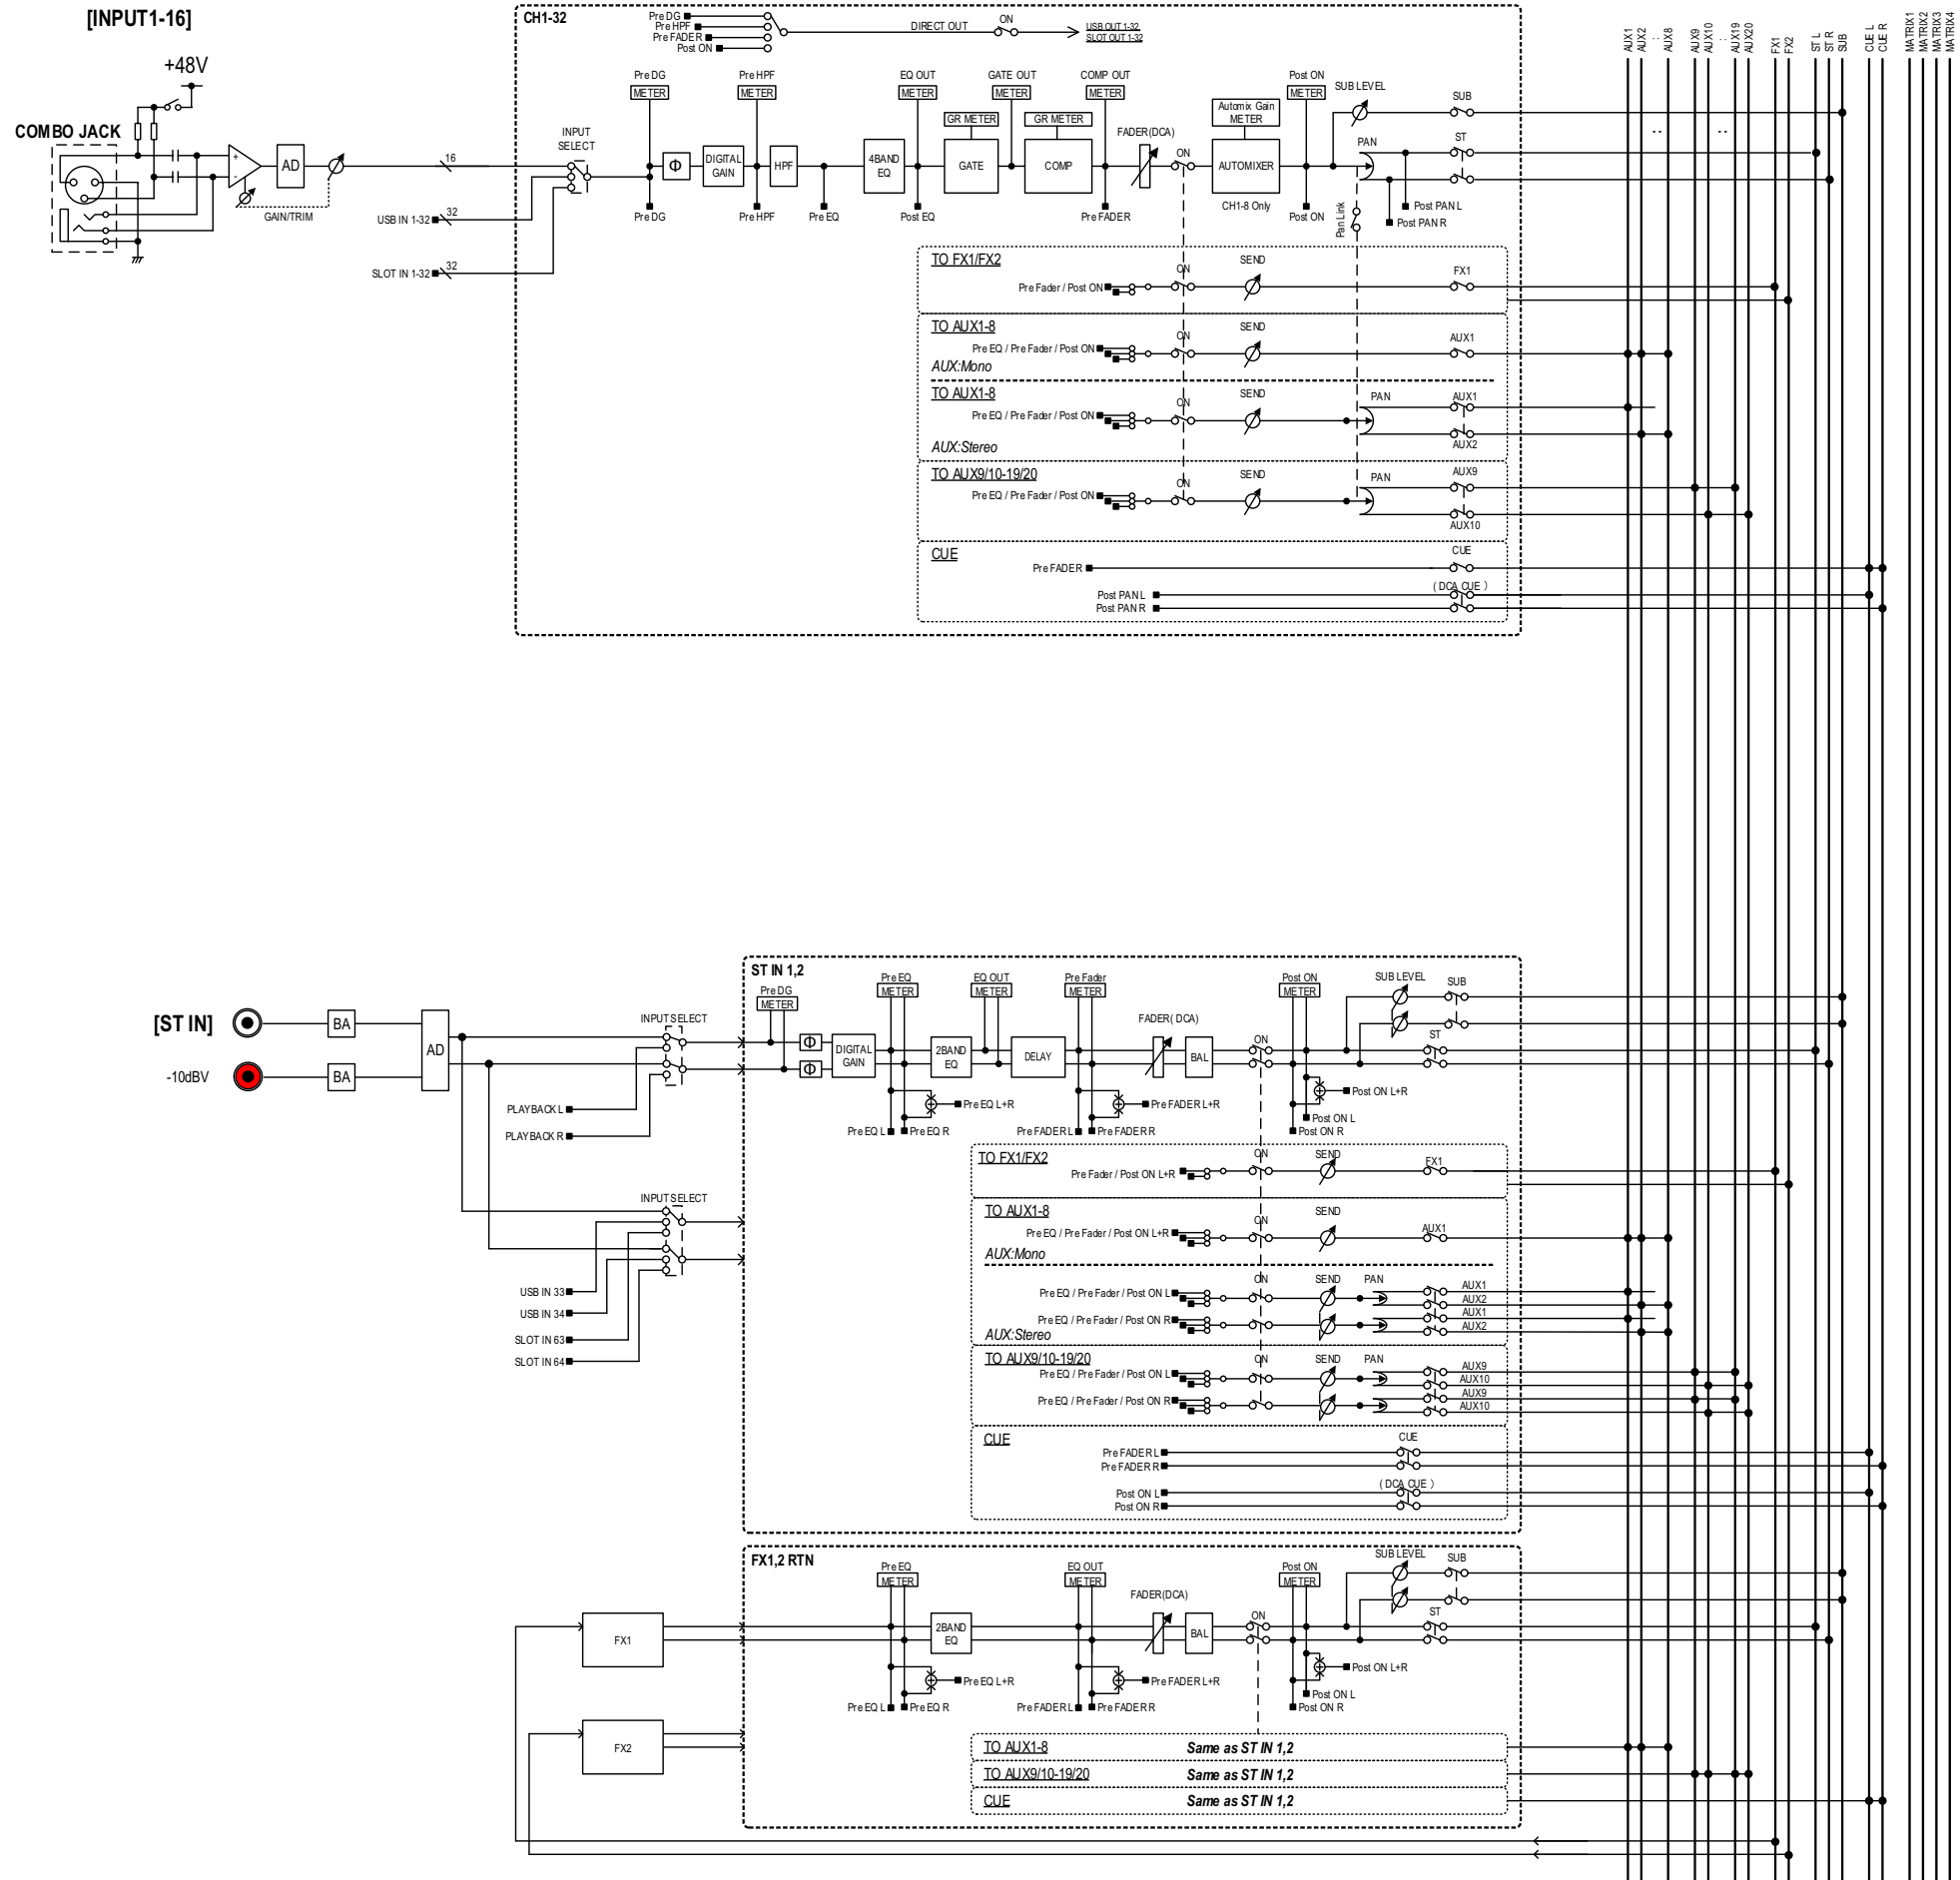 [INPUT1-16]
+48V
COMBO JACK
AD
GAIN/TRIM
16
USB IN 1-32
32
SLOT IN 1-32
32
INPUT
SELECT
CH1-32
Pre DG
Pre HPF
Pre FADER
Post ON
DIRECT OUT
ON
USB OUT 1-32
SLOT OUT 1-32
Pre DG
METER
Pre HPF
METER
EQ OUT
METER
GATE OUT
METER
COMP OUT
METER
Post ON
METER
SUB LEVEL
SUB
GR METER
GR METER
Automix Gain
METER
FADER(DCA)
ON
PAN
ST
Φ
DIGITAL
GAIN
HPF
4BAND
EQ
GATE
COMP
AUTOMIXER
CH1-8 Only
Pre DG
Pre HPF
Pre EQ
Post EQ
Pre FADER
Post ON
Pan Link
Post PAN L
Post PAN R
TO FX1/FX2
Pre Fader / Post ON
ON
SEND
FX1
TO AUX1-8
Pre EQ / Pre Fader / Post ON
AUX:Mono
ON
SEND
AUX1
TO AUX1-8
Pre EQ / Pre Fader / Post ON
AUX:Stereo
ON
SEND
PAN
AUX1
AUX2
TO AUX9/10-19/20
Pre EQ / Pre Fader / Post ON
ON
SEND
PAN
AUX9
AUX10
CUE
Pre FADER
CUE
( DCA CUE )
Post PAN L
Post PAN R
AUX1
AUX2
AUX8
AUX9
AUX10
AUX19
AUX20
FX1
FX2
ST L
ST R
SUB
CUE L
CUE R
MATRIX1
MATRIX2
MATRIX3
MATRIX4
[ST IN]
-10dBV
BA
BA
AD
INPUT SELECT
PLAYBACK L
PLAYBACK R
INPUT SELECT
USB IN 33
USB IN 34
SLOT IN 63
SLOT IN 64
ST IN 1,2
Pre DG
METER
Pre EQ
METER
EQ OUT
METER
Pre Fader
METER
Post ON
METER
SUB LEVEL
SUB
FADER( DCA)
ON
ST
Φ
Φ
DIGITAL
GAIN
2BAND
EQ
DELAY
BAL
Pre EQ L+R
Pre EQ L
Pre EQ R
Pre FADER L+R
Pre FADER L
Pre FADER R
Post ON L+R
Post ON L
Post ON R
TO FX1/FX2
Pre Fader / Post ON L+R
ON
SEND
FX1
TO AUX1-8
Pre EQ / Pre Fader / Post ON L+R
AUX:Mono
ON
SEND
AUX1
Pre EQ / Pre Fader / Post ON L
Pre EQ / Pre Fader / Post ON R
AUX:Stereo
ON
SEND
PAN
AUX1
AUX2
AUX1
AUX2
TO AUX9/10-19/20
Pre EQ / Pre Fader / Post ON L
Pre EQ / Pre Fader / Post ON R
ON
SEND
PAN
AUX9
AUX10
AUX9
AUX10
CUE
Pre FADER L
Pre FADER R
CUE
( DCA CUE )
Post ON L
Post ON R
FX1
FX2
FX1,2 RTN
Pre EQ
METER
EQ OUT
METER
Post ON
METER
SUB LEVEL
SUB
FADER(DCA)
ON
ST
2BAND
EQ
BAL
Pre EQ L+R
Pre EQ L
Pre EQ R
Pre FADER L+R
Pre FADER L
Pre FADER R
Post ON L+R
Post ON L
Post ON R
TO AUX1-8 Same as ST IN 1,2
TO AUX9/10-19/20 Same as ST IN 1,2
CUE Same as ST IN 1,2